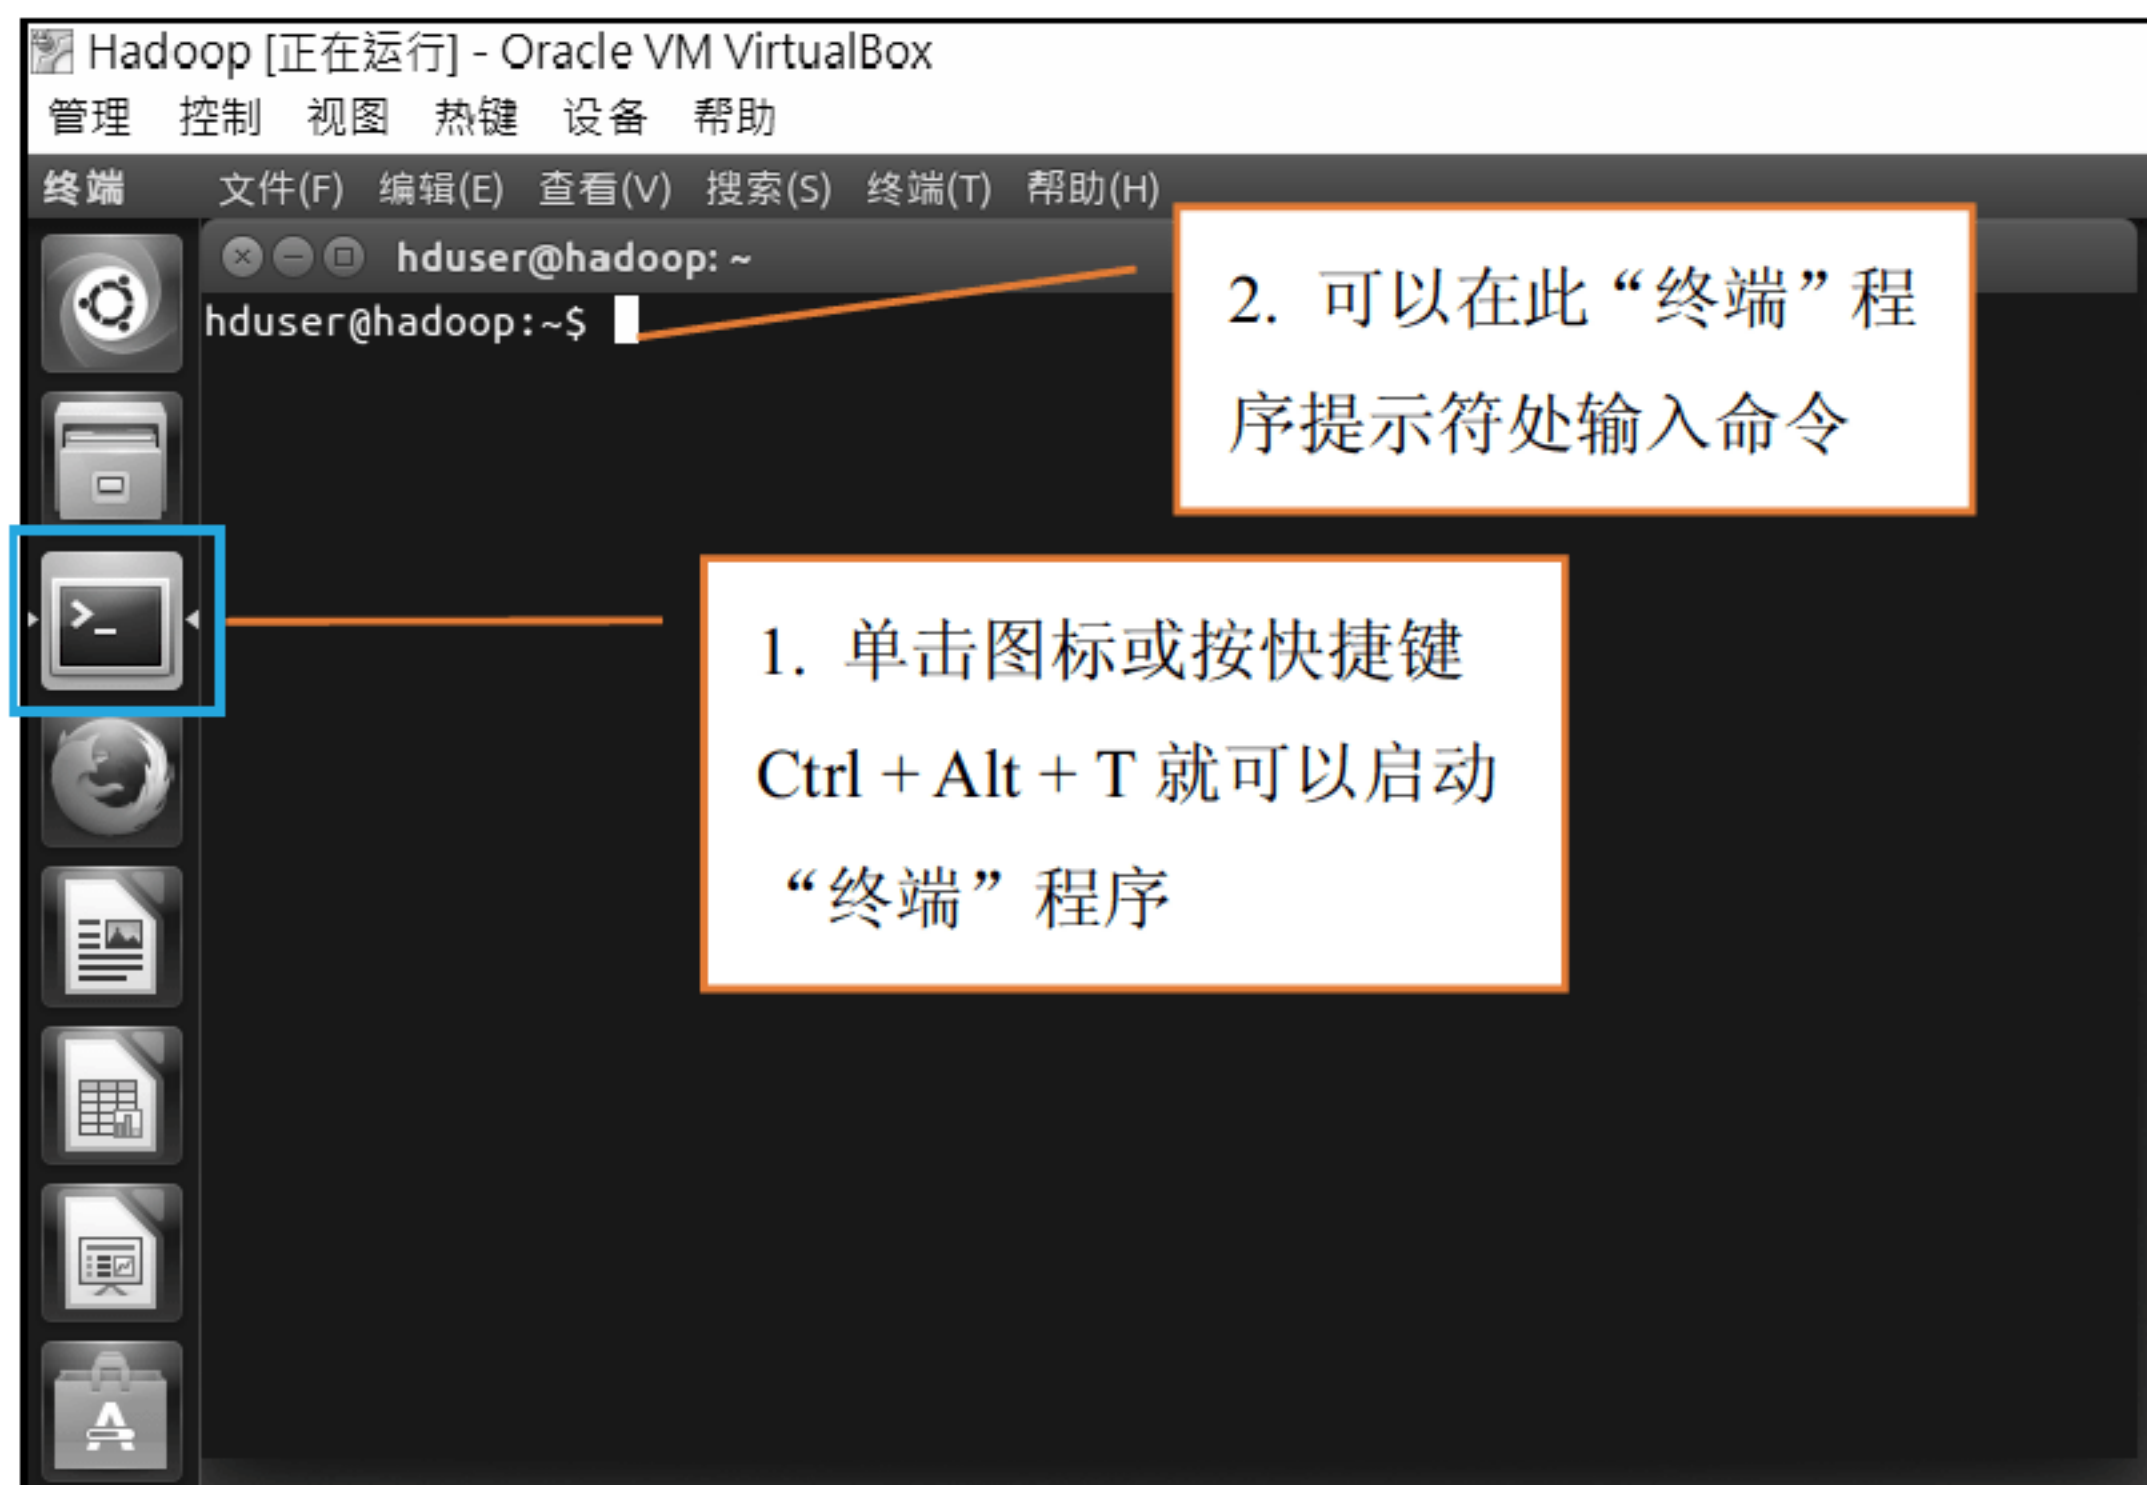 Hadoop [正在运行] - Oracle VM VirtualBox
管理 控制 视图 热键 设备 帮助
终端 文件(F) 编辑(E) 查看(V) 搜索(S) 终端(T) 帮助(H)
hduser@hadoop: ~
hduser@hadoop:~$
2. 可以在此“终端”程
序提示符处输入命令
>_
1. 单击图标或按快捷键
Ctrl + Alt + T 就可以启动
“终端”程序